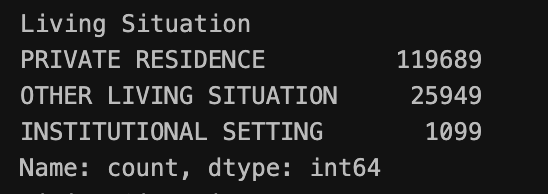 Living Situation
PRIVATE RESIDENCE 119689
OTHER LIVING SITUATION 25949
INSTITUTIONAL SETTING 1099
Name: count, dtype: int64